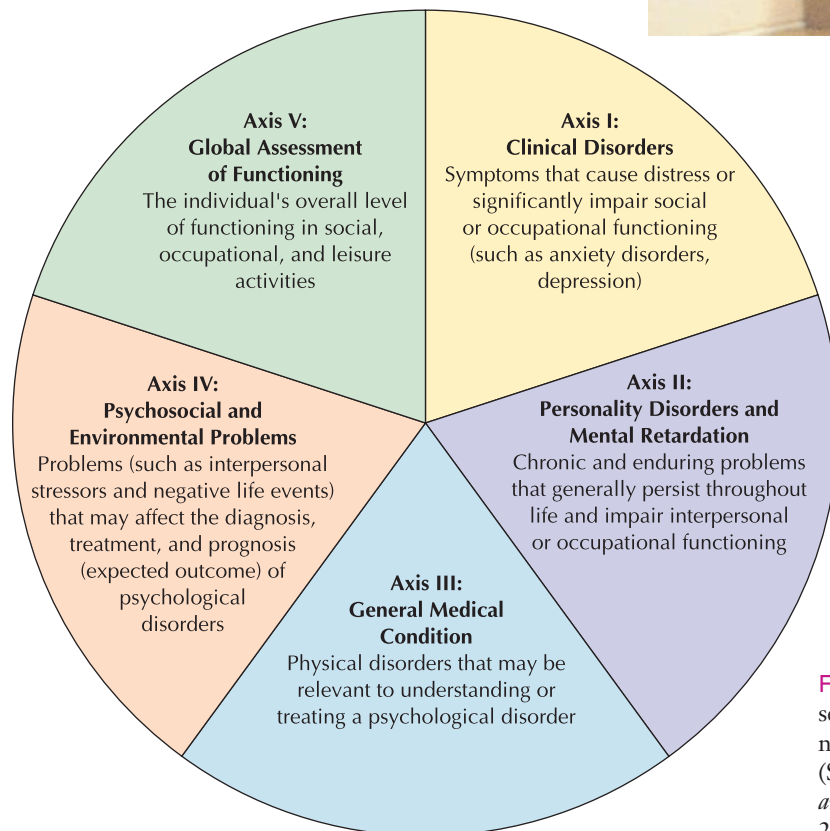 Axis I:
Clinical Disorders
Symptoms that cause distress or
significantly impair social
or occupational functioning
(such as anxiety disorders,
depression)
Axis II:
Personality Disorders and
Mental Retardation
Chronic and enduring problems
that generally persist throughout
life and impair interpersonal
or occupational functioning
Axis III:
General Medical
Condition
Physical disorders that may be
relevant to understanding or
treating a psychological disorder
Axis IV:
Psychosocial and
Environmental Problems
Problems (such as interpersonal
stressors and negative life events)
that may affect the diagnosis,
treatment, and prognosis
(expected outcome) of
psychological
disorders
Axis V:
Global Assessment
of Functioning
The individual's overall level
of functioning in social,
occupational, and leisure
activities